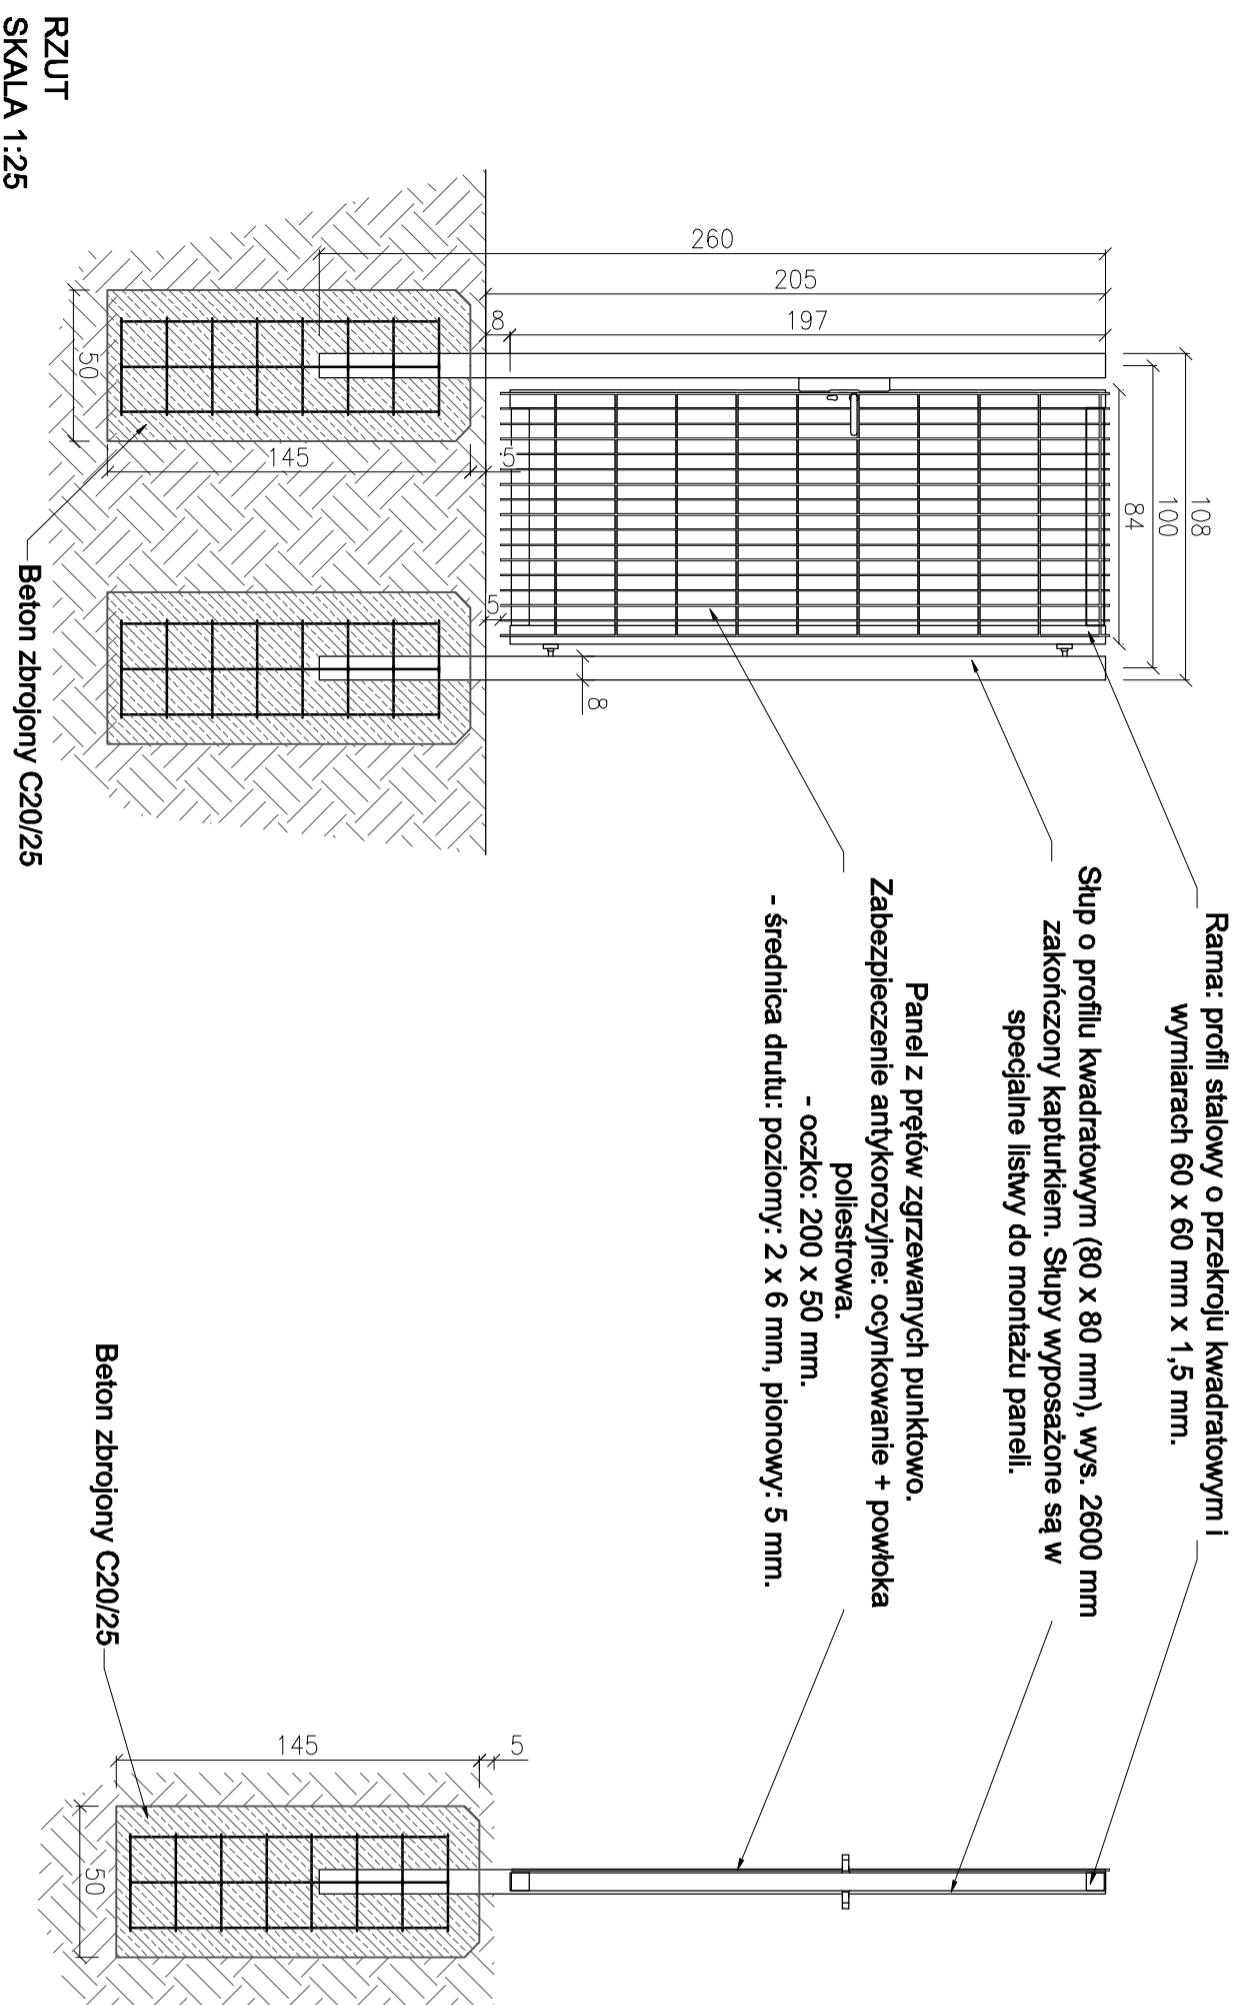 Rama: profil stalowy o przekroju kwadratowym i
wymiarach 60 x 60 mm x 1,5 mm.
Słup o profilu kwadratowym (80 x 80 mm), wys. 2600 mm
zakończony kapturkiem. Słupy wyposażone są w
specjalne listwy do montażu paneli.
Panel z prętów zgrzewanych punktowo.
Zabezpieczenie antykorozyjne: ocynkowanie + powłoka
poliestrowa.
- oczko: 200 x 50 mm.
- średnica drutu: poziomy: 2 x 6 mm, pionowy: 5 mm.
108
100
84
260
205
197
8
5
5
8
145
50
Beton zbrojony C20/25
5
145
50
Beton zbrojony C20/25
RZUT
SKALA 1:25